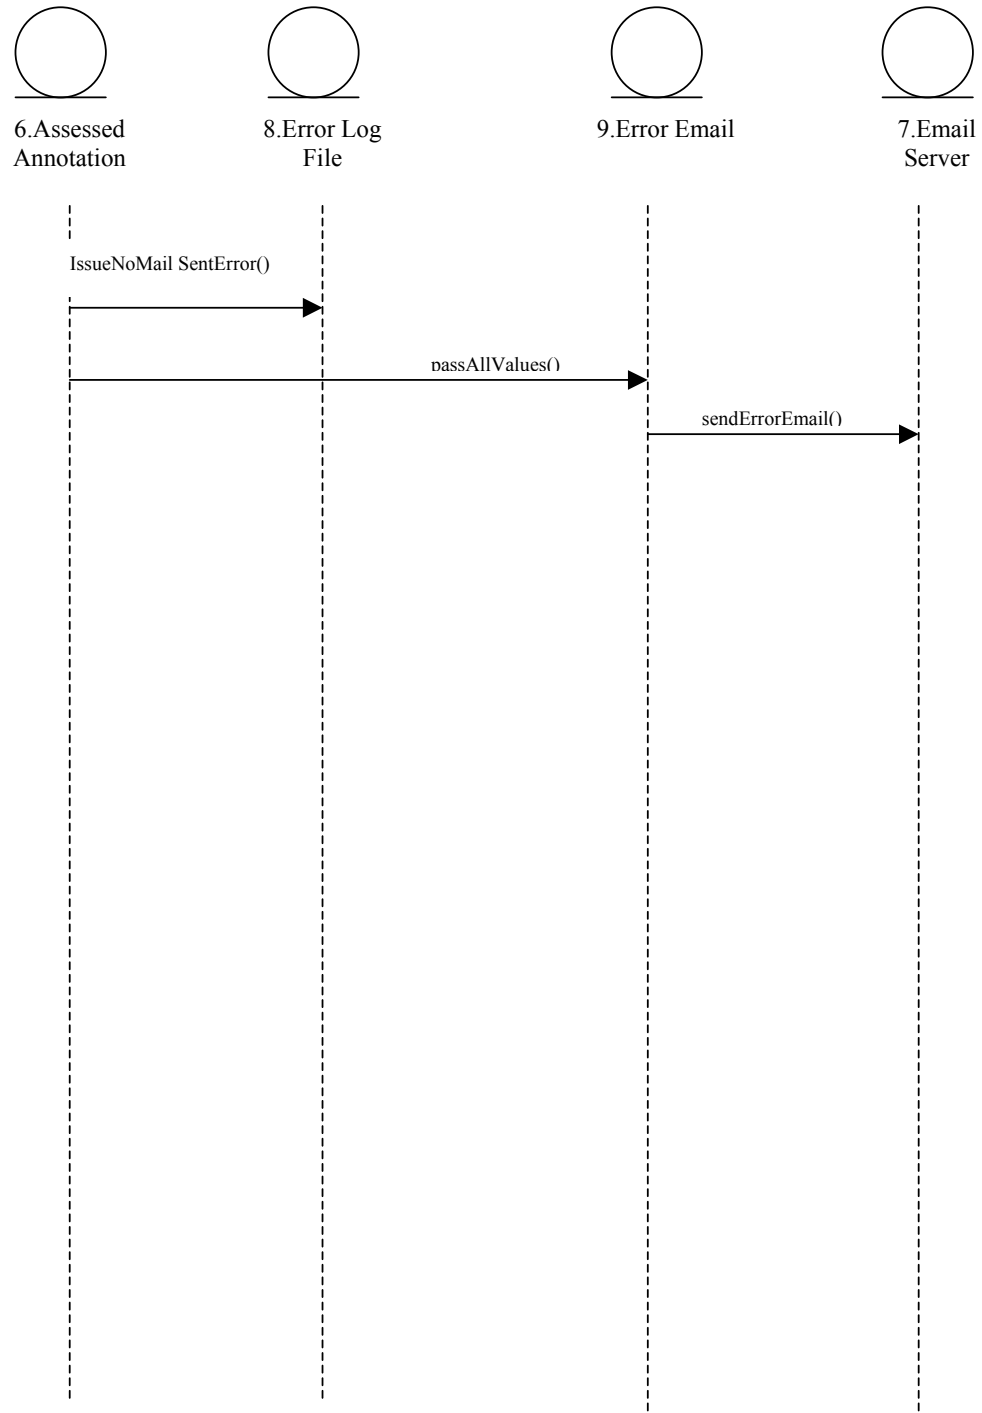 6.Assessed
Annotation
8.Error Log
File
9.Error Email
7.Email
Server
IssueNoMail SentError()
passAllValues()
sendErrorEmail()